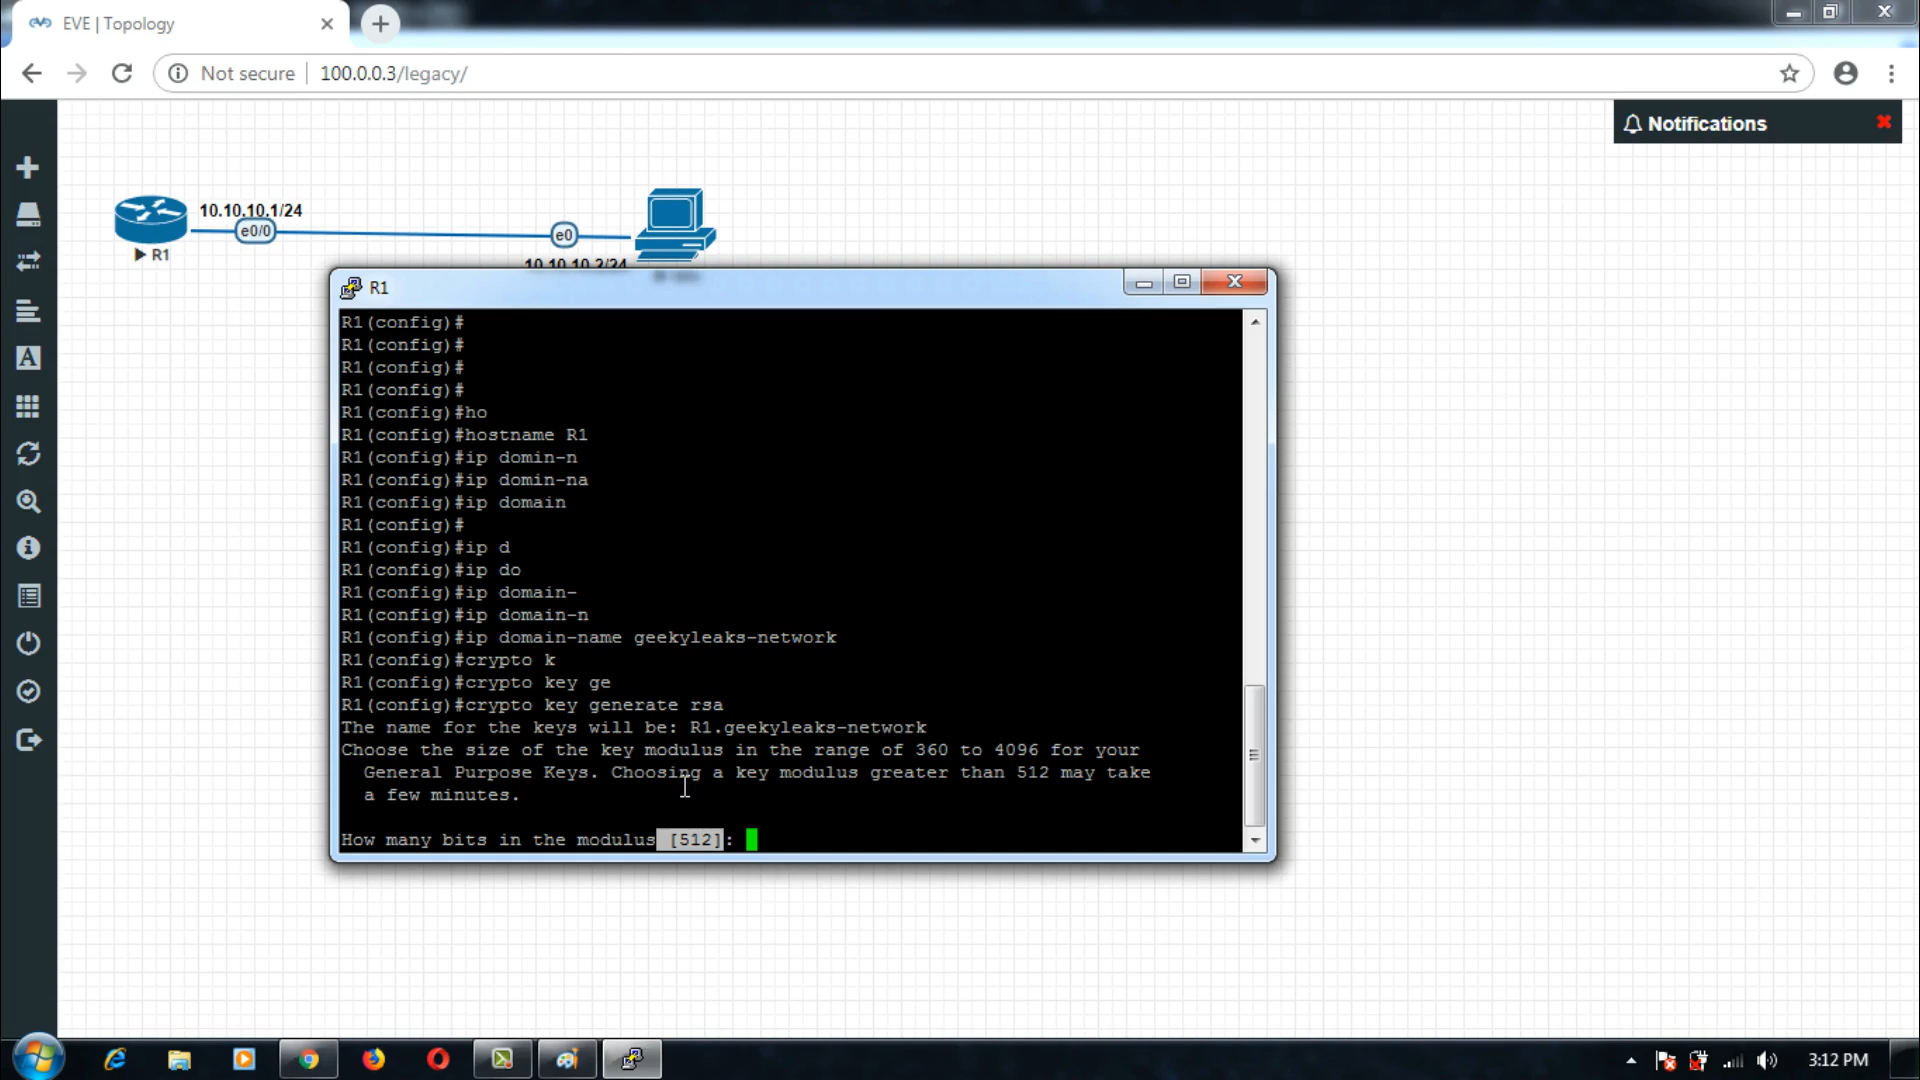 EVE | Topology
Not secure
100.0.0.3/legacy/
Notifications
10.10.10.1/24
e0/0
e0
R1
10.10.10.2/24
R1
R1(config)#
R1(config)#
R1(config)#
R1(config)#
R1(config)#ho
R1(config)#hostname R1
R1(config)#ip domin-n
R1(config)#ip domin-na
R1(config)#ip domain
R1(config)#
R1(config)#ip d
R1(config)#ip do
R1(config)#ip domain-
R1(config)#ip domain-n
R1(config)#ip domain-name geekyleaks-network
R1(config)#crypto k
R1(config)#crypto key ge
R1(config)#crypto key generate rsa
The name for the keys will be: R1.geekyleaks-network
Choose the size of the key modulus in the range of 360 to 4096 for your
General Purpose Keys. Choosing a key modulus greater than 512 may take
a few minutes.
How many bits in the modulus [512]:
3:12 PM